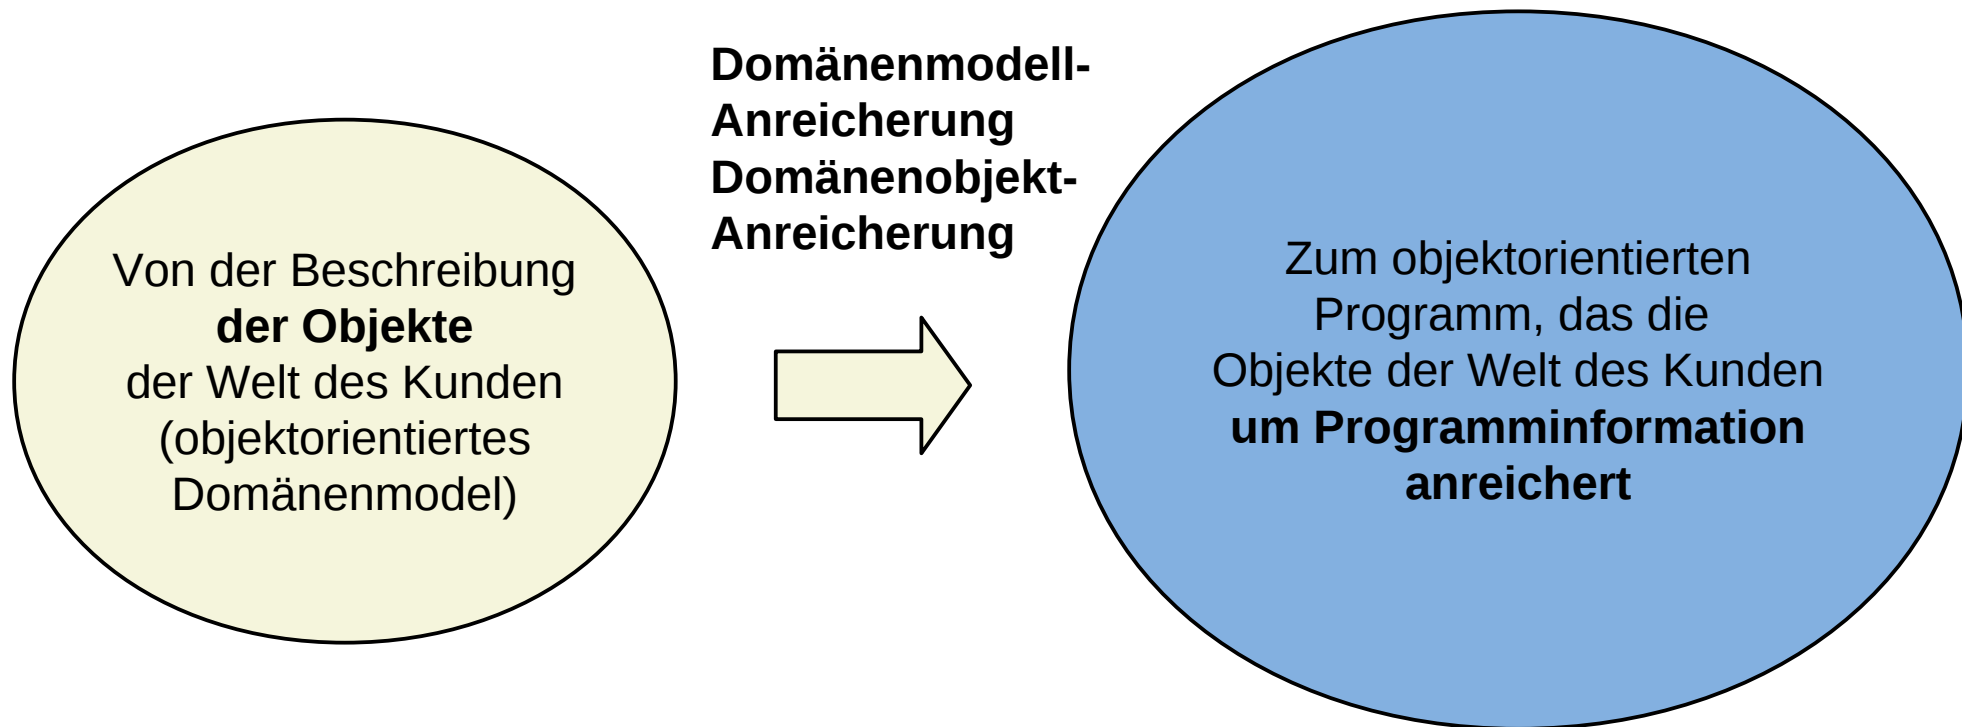 Von der Beschreibung
der Objekte
der Welt des Kunden
(objektorientiertes
Domänenmodel)
Domänenmodell-
Anreicherung
Domänenobjekt-
Anreicherung
Zum objektorientierten
Programm, das die
Objekte der Welt des Kunden
um Programminformation
anreichert